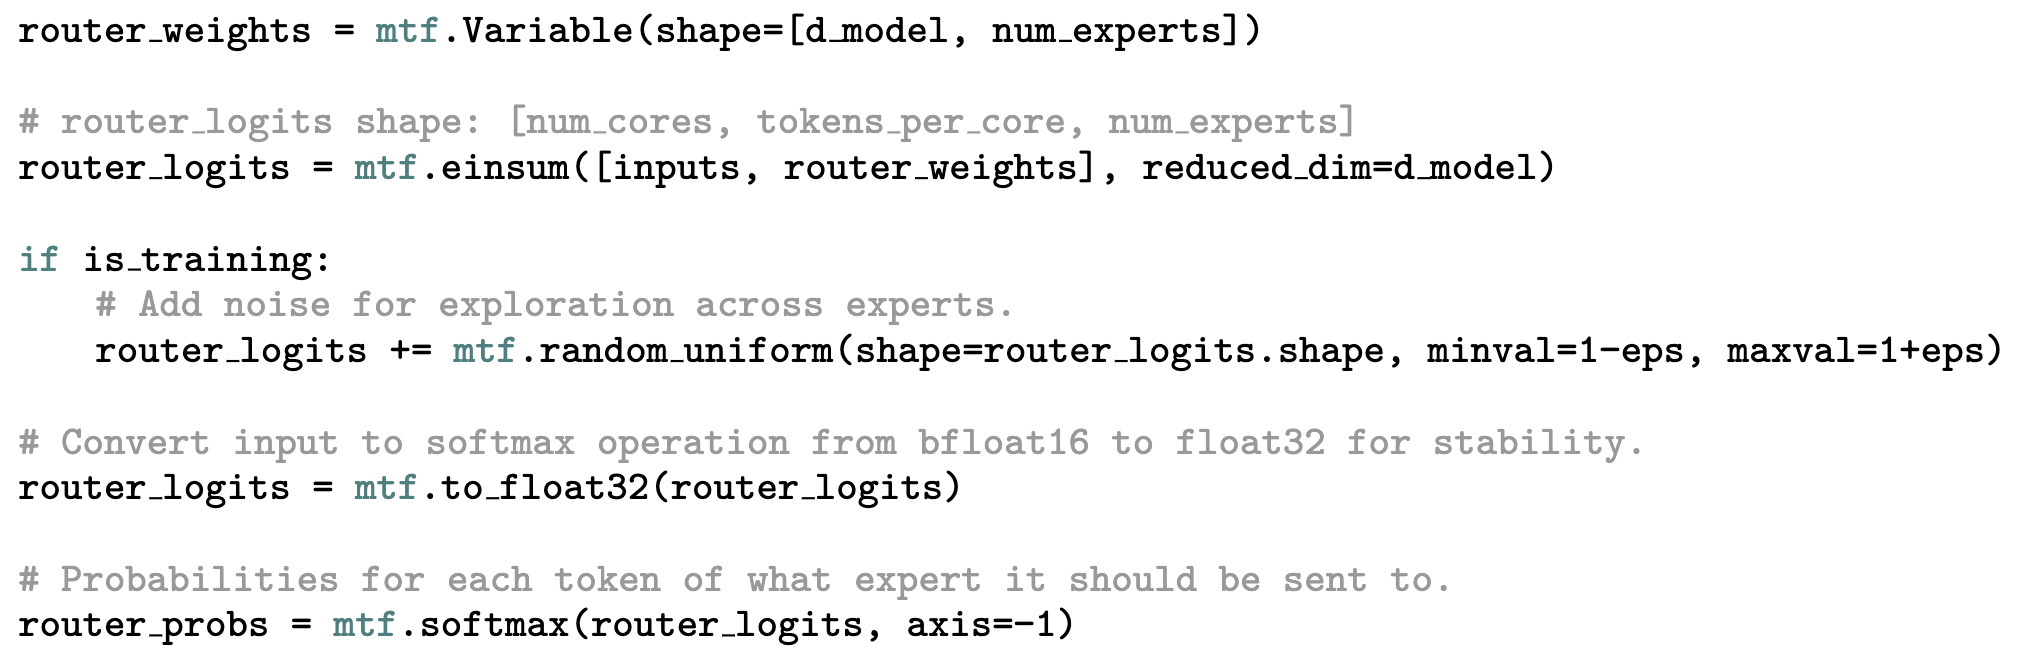 router_weights = mtf.Variable(shape=[d_model, num_experts])
# router_logits shape: [num_cores, tokens_per_core, num_experts]
router_logits = mtf.einsum([inputs, router_weights], reduced_dim=d_model)
if is_training:
# Add noise for exploration across experts.
router_logits += mtf.random_uniform(shape=router_logits.shape, minval=1-eps, maxval=1+eps)
# Convert input to softmax operation from bfloat16 to float32 for stability.
router_logits = mtf.to_float32(router_logits)
# Probabilities for each token of what expert it should be sent to.
router_probs = mtf.softmax(router_logits, axis=-1)